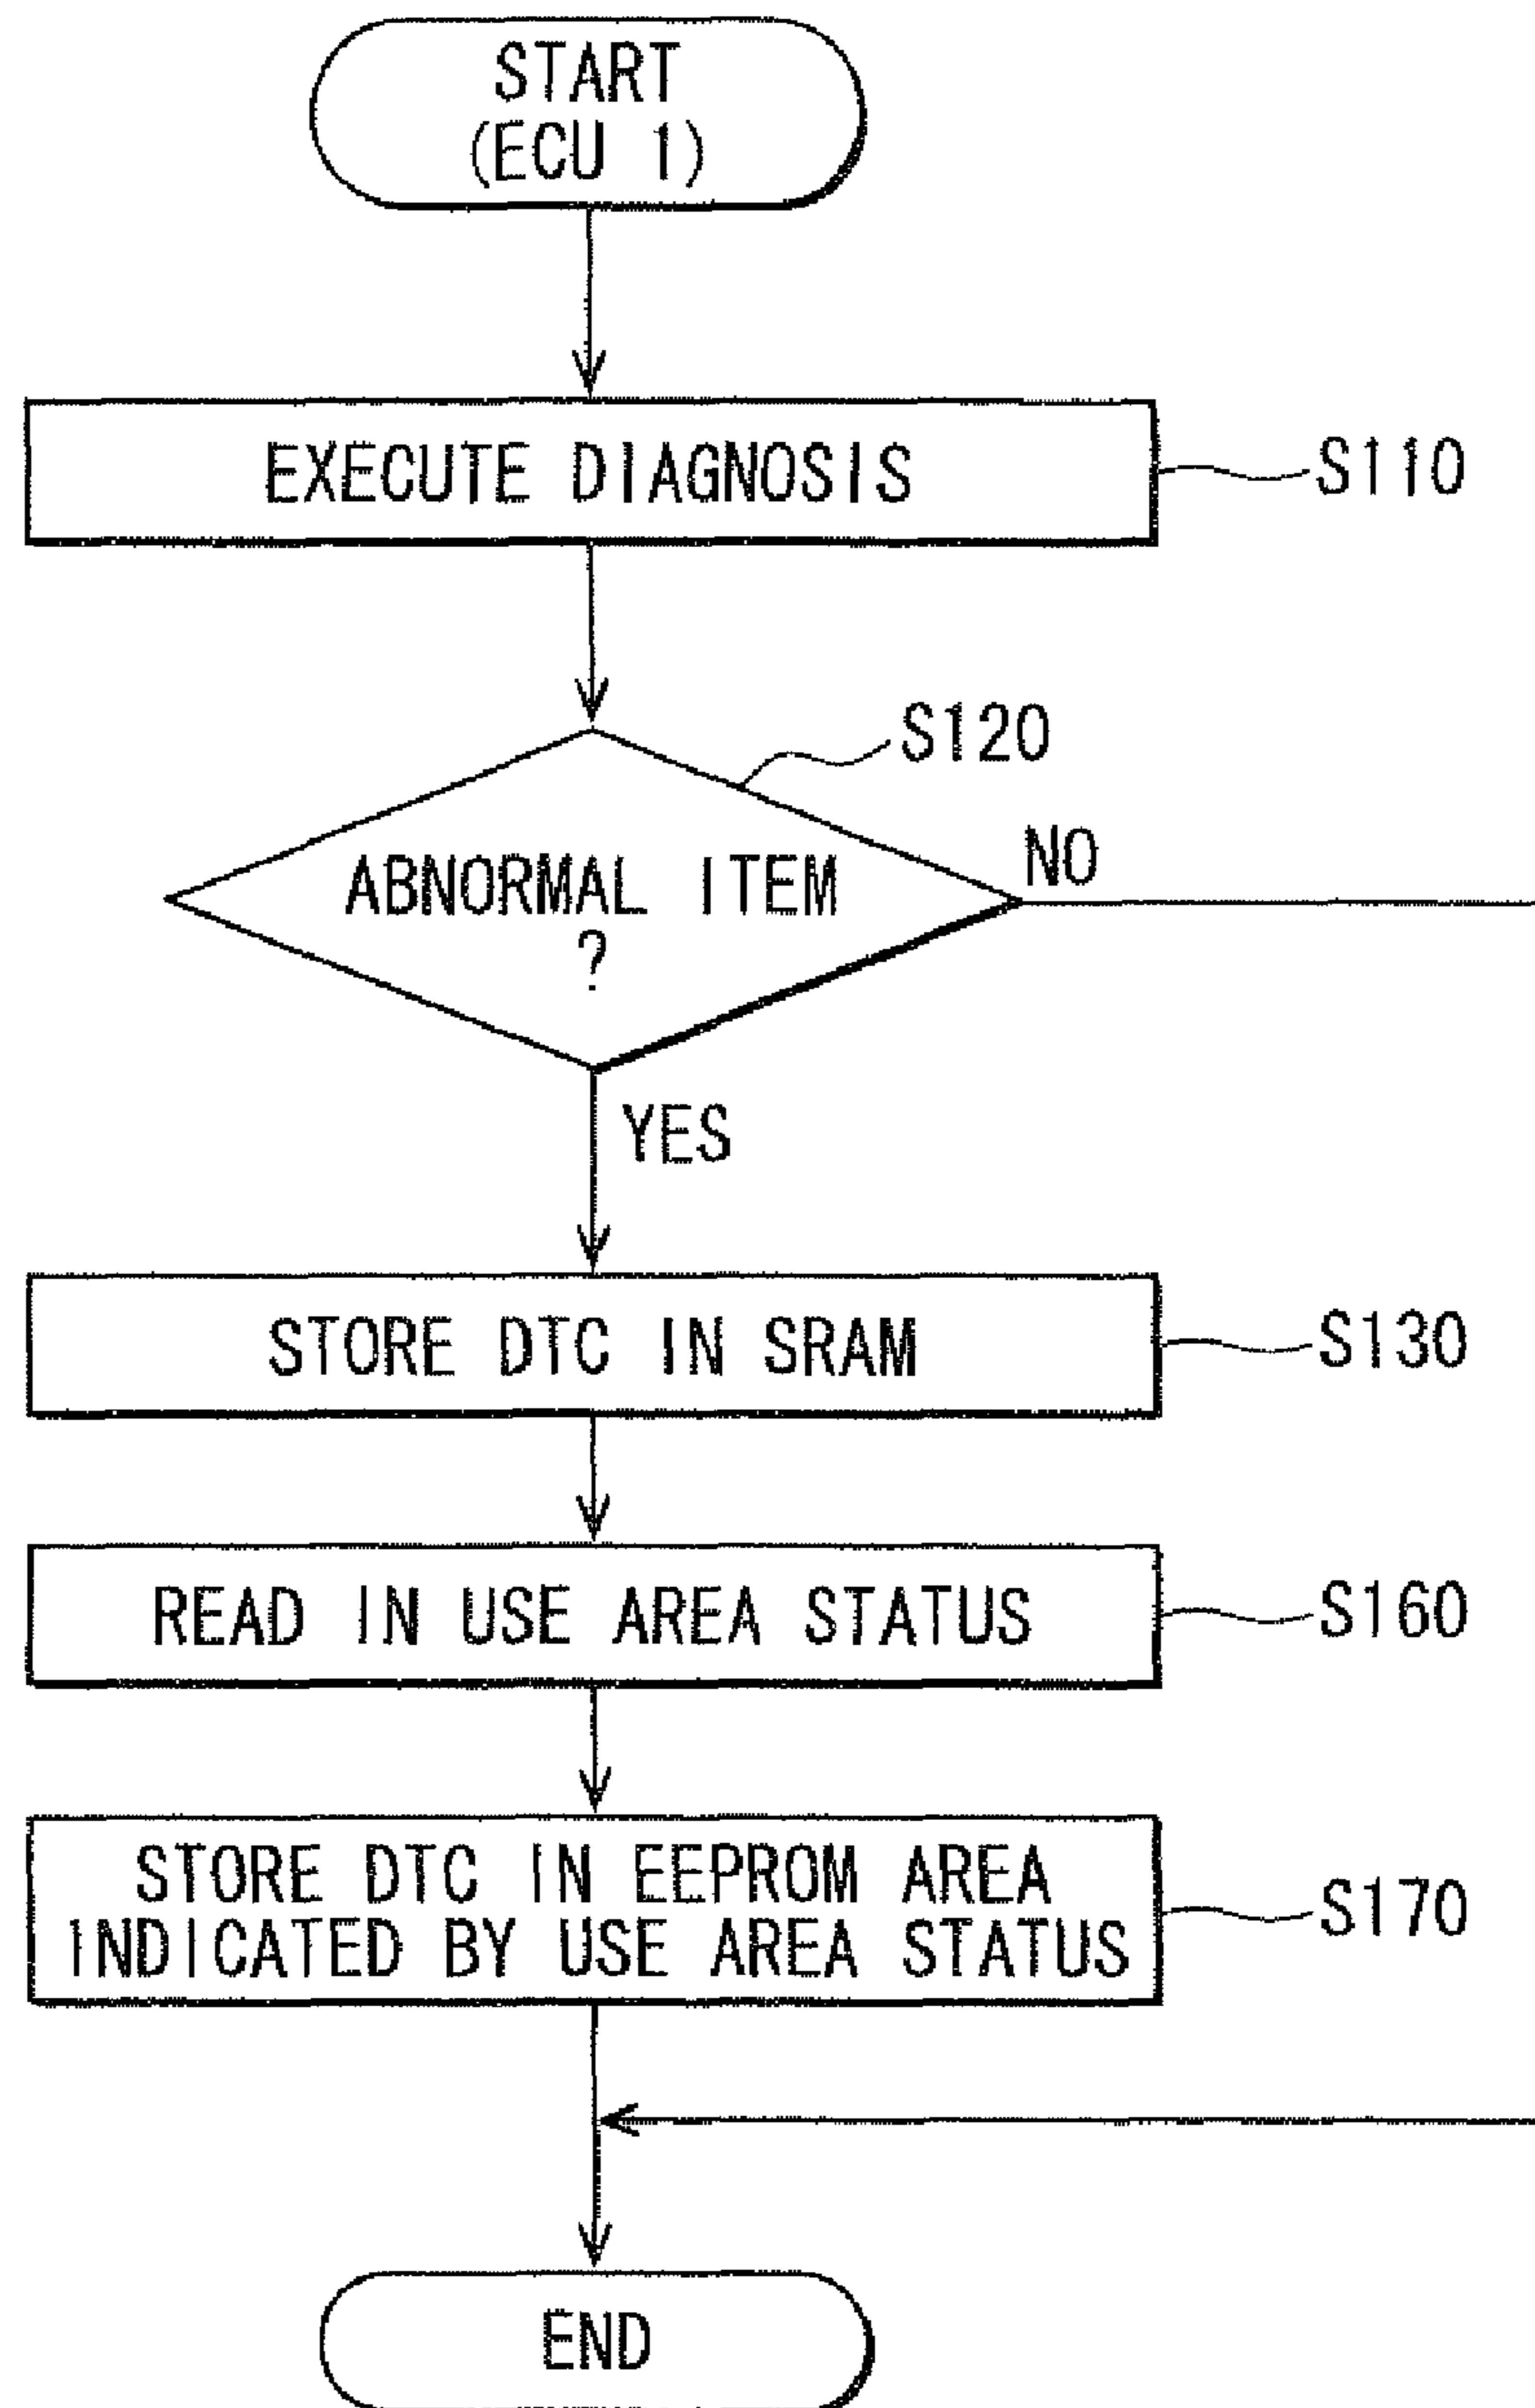 START
(ECU 1)
EXECUTE DIAGNOSIS
S110
S120
ABNORMAL ITEM
?
NO
YES
STORE DTC IN SRAM
S130
READ IN USE AREA STATUS
S160
STORE DTC IN EEPROM AREA
INDICATED BY USE AREA STATUS
S170
END